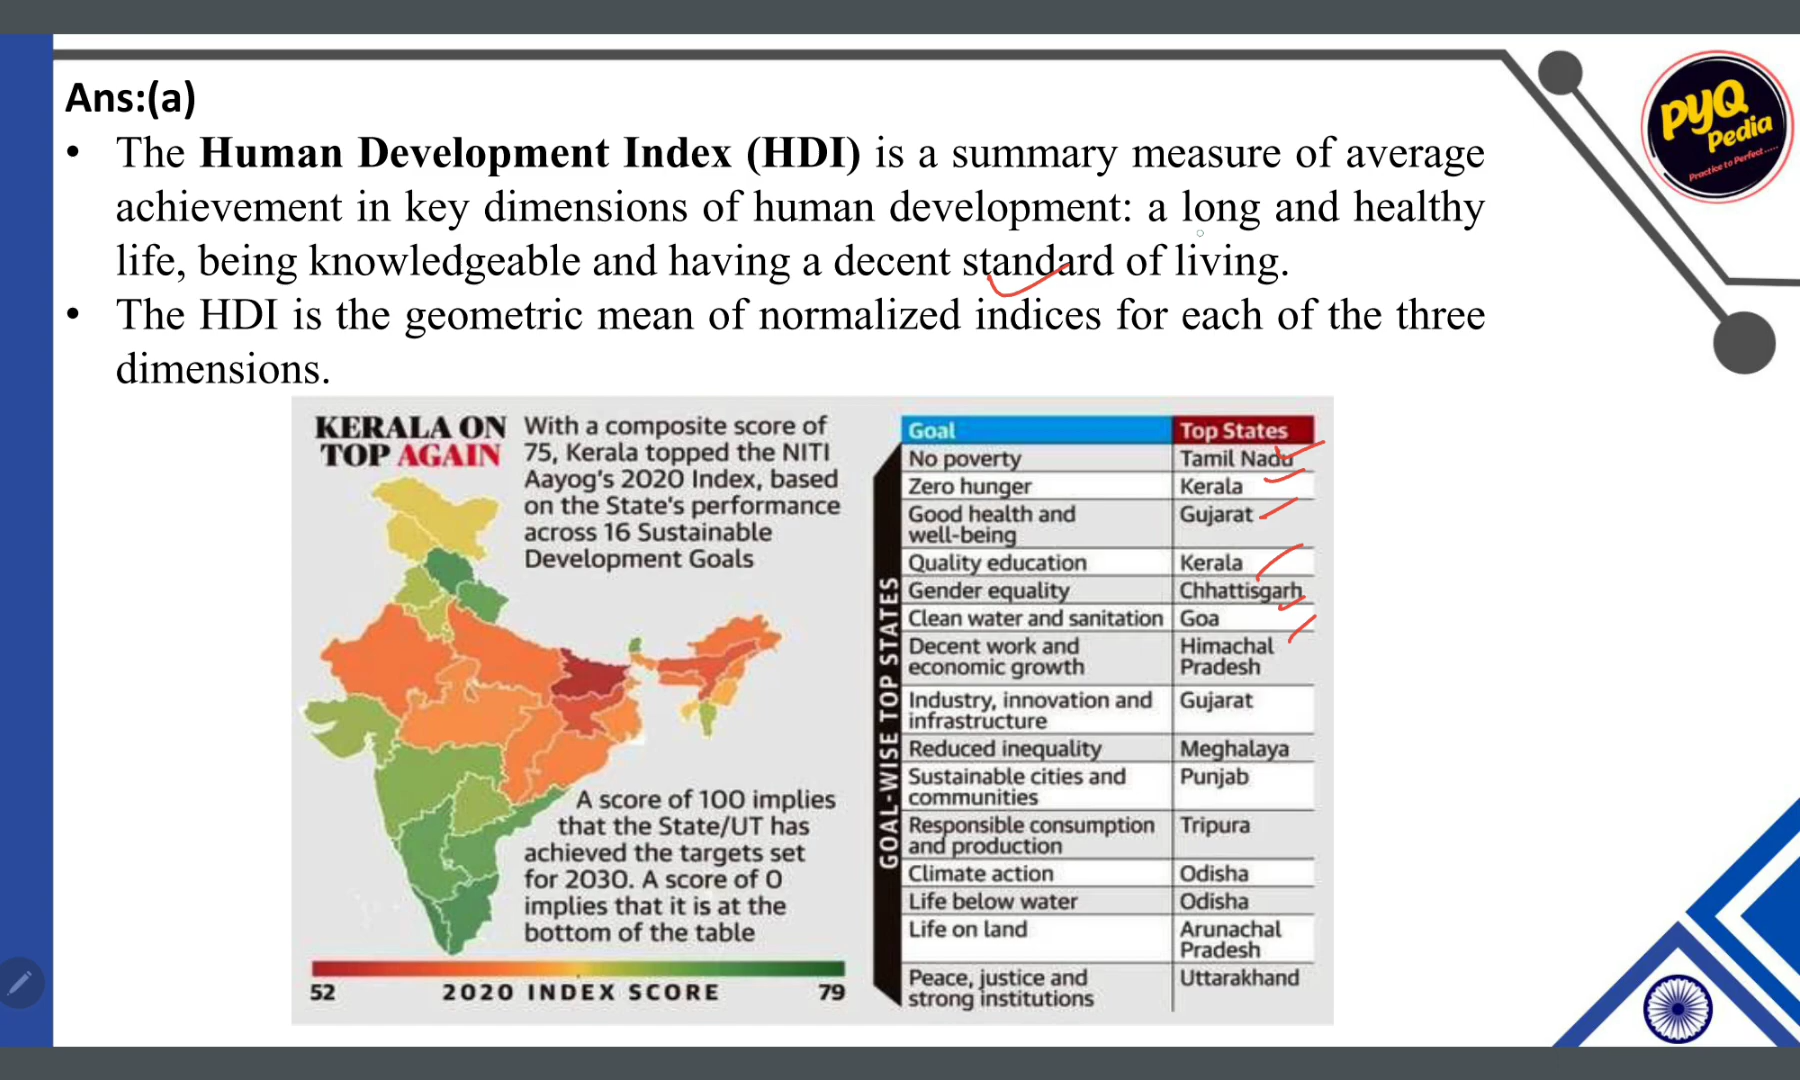 Ans:(a)
• The Human Development Index (HDI) is a summary measure of average
achievement in key dimensions of human development: a long and healthy
life, being knowledgeable and having a decent standard of living.
• The HDI is the geometric mean of normalized indices for each of the three
dimensions.
PYQ
Pedia
Practice to Perfect.....
KERALA ON
TOP AGAIN
With a composite score of
75, Kerala topped the NITI
Aayog's 2020 Index, based
on the State's performance
across 16 Sustainable
Development Goals
A score of 100 implies
that the State/UT has
achieved the targets set
for 2030. A score of 0
implies that it is at the
bottom of the table
52 2020 INDEX SCORE 79
GOAL-WISE TOP STATES
Goal Top States
No poverty Tamil Nadu
Zero hunger Kerala
Good health and Gujarat
well-being
Quality education Kerala
Gender equality Chhattisgarh
Clean water and sanitation Goa
Decent work and Himachal
economic growth Pradesh
Industry, innovation and Gujarat
infrastructure
Reduced inequality Meghalaya
Sustainable cities and Punjab
communities
Responsible consumption Tripura
and production
Climate action Odisha
Life below water Odisha
Life on land Arunachal
Pradesh
Peace, justice and Uttarakhand
strong institutions